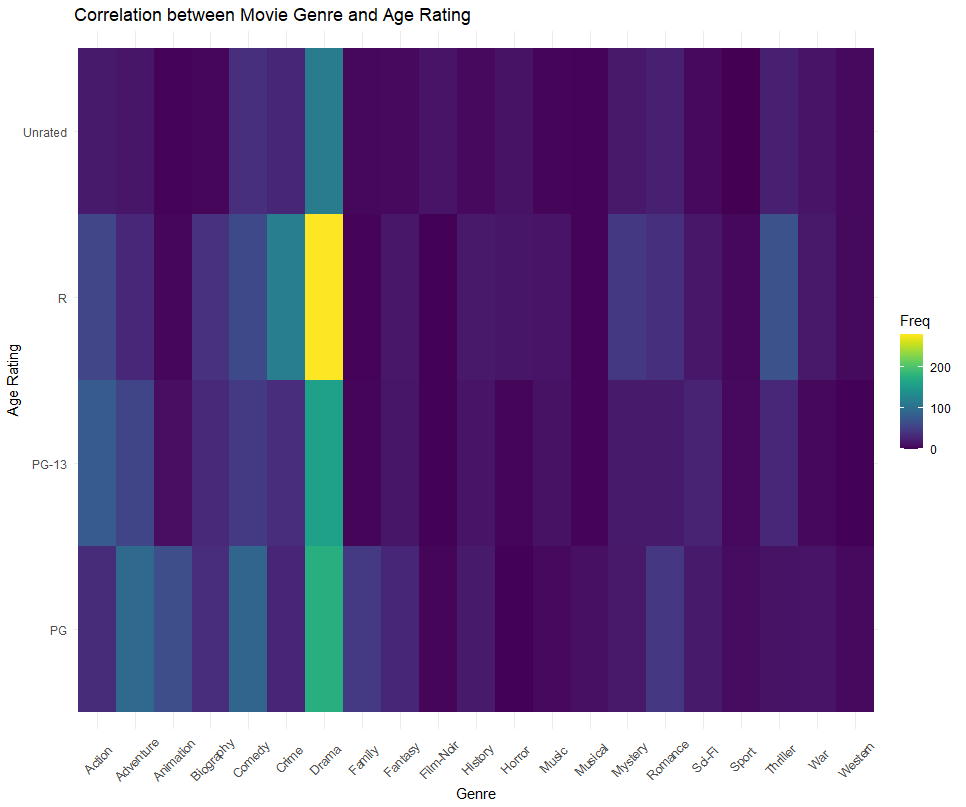 Correlation between Movie Genre and Age Rating
Unrated
R
PG-13
PG
Age Rating
Action
Adventure
Animation
Biography
Comedy
Crime
Drama
Family
Fantasy
Film-Noir
History
Horror
Music
Musical
Mystery
Romance
Sci-Fi
Sport
Thriller
War
Western
Genre
Freq
200
100
0